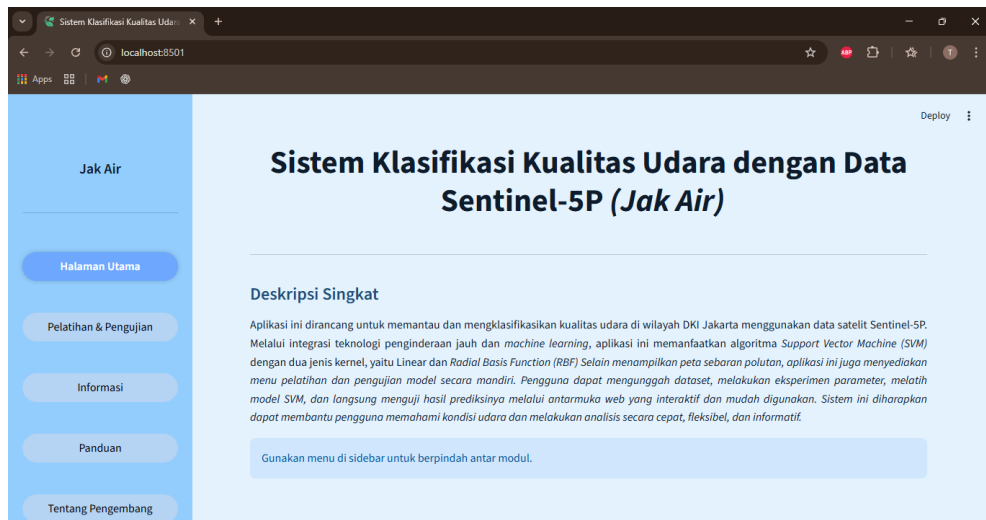 Sistem Klasifikasi Kualitas Udar
localhost:8501
ABP
T
Apps
Deploy
Jak Air
Halaman Utama
Pelatihan & Pengujian
Informasi
Panduan
Tentang Pengembang
Sistem Klasifikasi Kualitas Udara dengan Data
Sentinel-5P (Jak Air)
Deskripsi Singkat
Aplikasi ini dirancang untuk memantau dan mengklasifikasikan kualitas udara di wilayah DKI Jakarta menggunakan data satelit Sentinel-5P.
Melalui integrasi teknologi penginderaan jauh dan machine learning, aplikasi ini memanfaatkan algoritma Support Vector Machine (SVM)
dengan dua jenis kernel, yaitu Linear dan Radial Basis Function (RBF) Selain menampilkan peta sebaran polutan, aplikasi ini juga menyediakan
menu pelatihan dan pengujian model secara mandiri. Pengguna dapat mengunggah dataset, melakukan eksperimen parameter, melatih
model SVM, dan langsung menguji hasil prediksinya melalui antarmuka web yang interaktif dan mudah digunakan. Sistem ini diharapkan
dapat membantu pengguna memahami kondisi udara dan melakukan analisis secara cepat, fleksibel, dan informatif.
Gunakan menu di sidebar untuk berpindah antar modul.